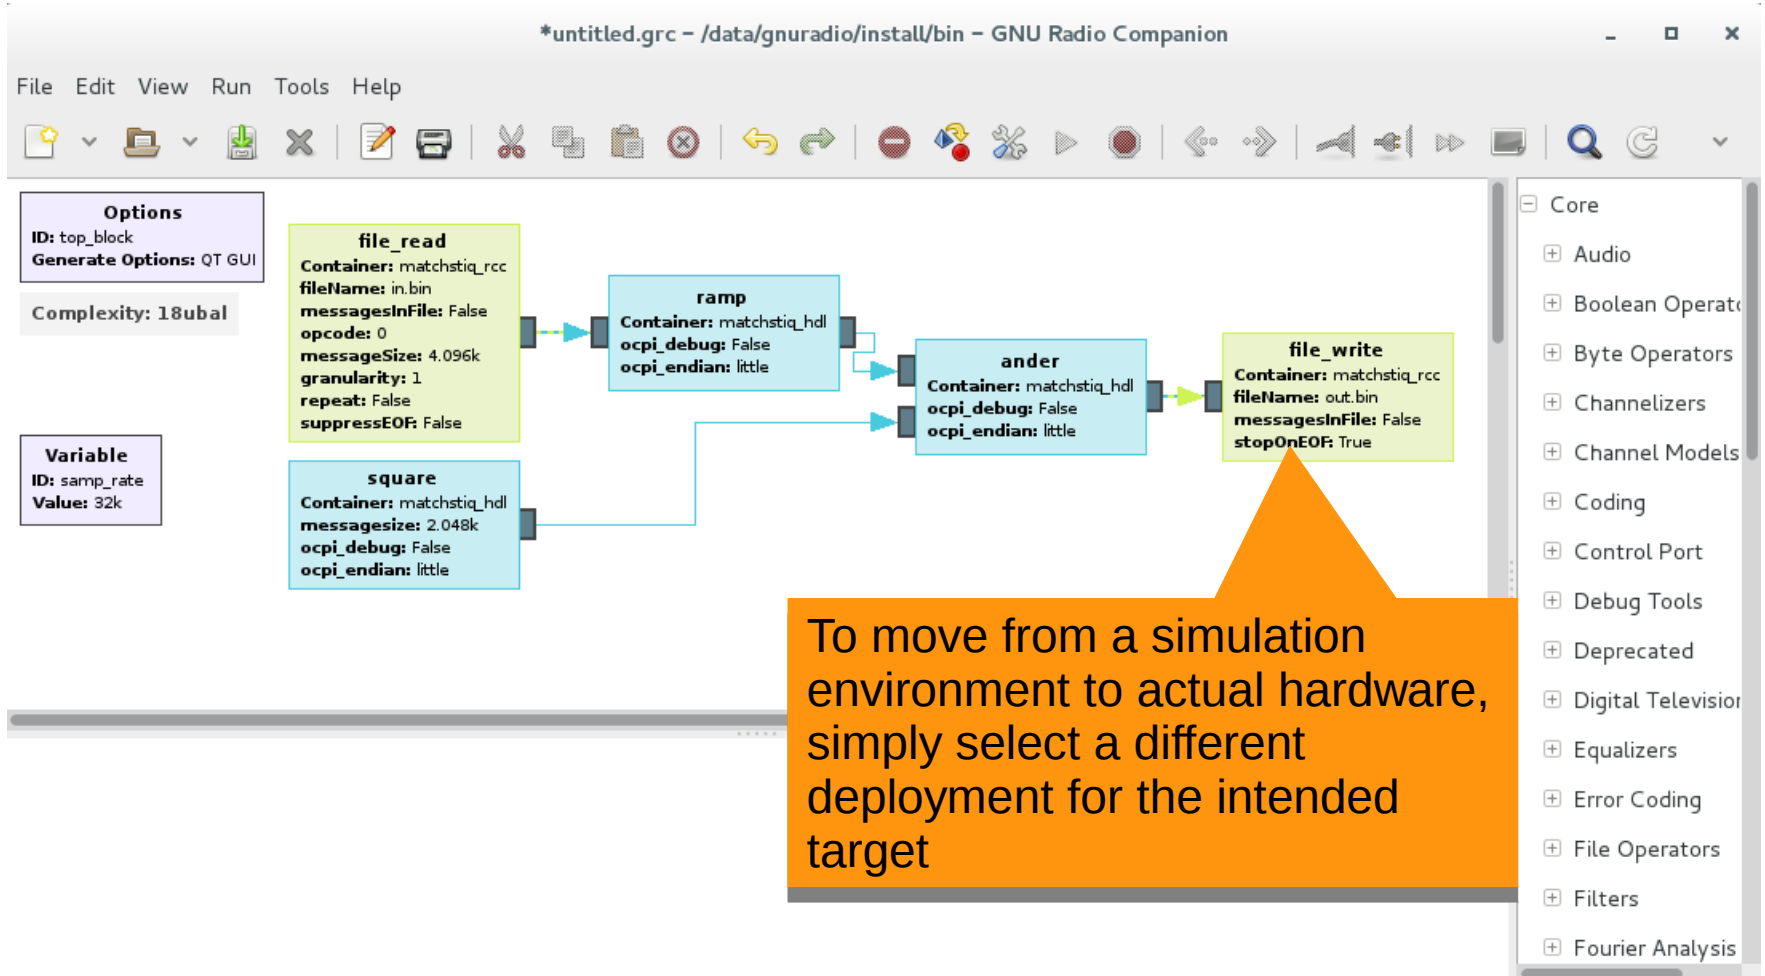 *untitled.grc – /data/gnuradio/install/bin – GNU Radio Companion
File Edit View Run Tools Help
Options
ID: top_block
Generate Options: QT GUI
Complexity: 18ubal
Variable
ID: samp_rate
Value: 32k
file_read
Container: matchstiq_rcc
fileName: in.bin
messagesInFile: False
opcode: 0
messageSize: 4.096k
granularity: 1
repeat: False
suppressEOF: False
square
Container: matchstiq_hdl
messagesize: 2.048k
ocpi_debug: False
ocpi_endian: little
ramp
Container: matchstiq_hdl
ocpi_debug: False
ocpi_endian: little
ander
Container: matchstiq_hdl
ocpi_debug: False
ocpi_endian: little
file_write
Container: matchstiq_rcc
fileName: out.bin
messagesInFile: False
stopOnEOF: True
To move from a simulation
environment to actual hardware,
simply select a different
deployment for the intended
target
Core
Audio
Boolean Operato
Byte Operators
Channelizers
Channel Models
Coding
Control Port
Debug Tools
Deprecated
Digital Television
Equalizers
Error Coding
File Operators
Filters
Fourier Analysis